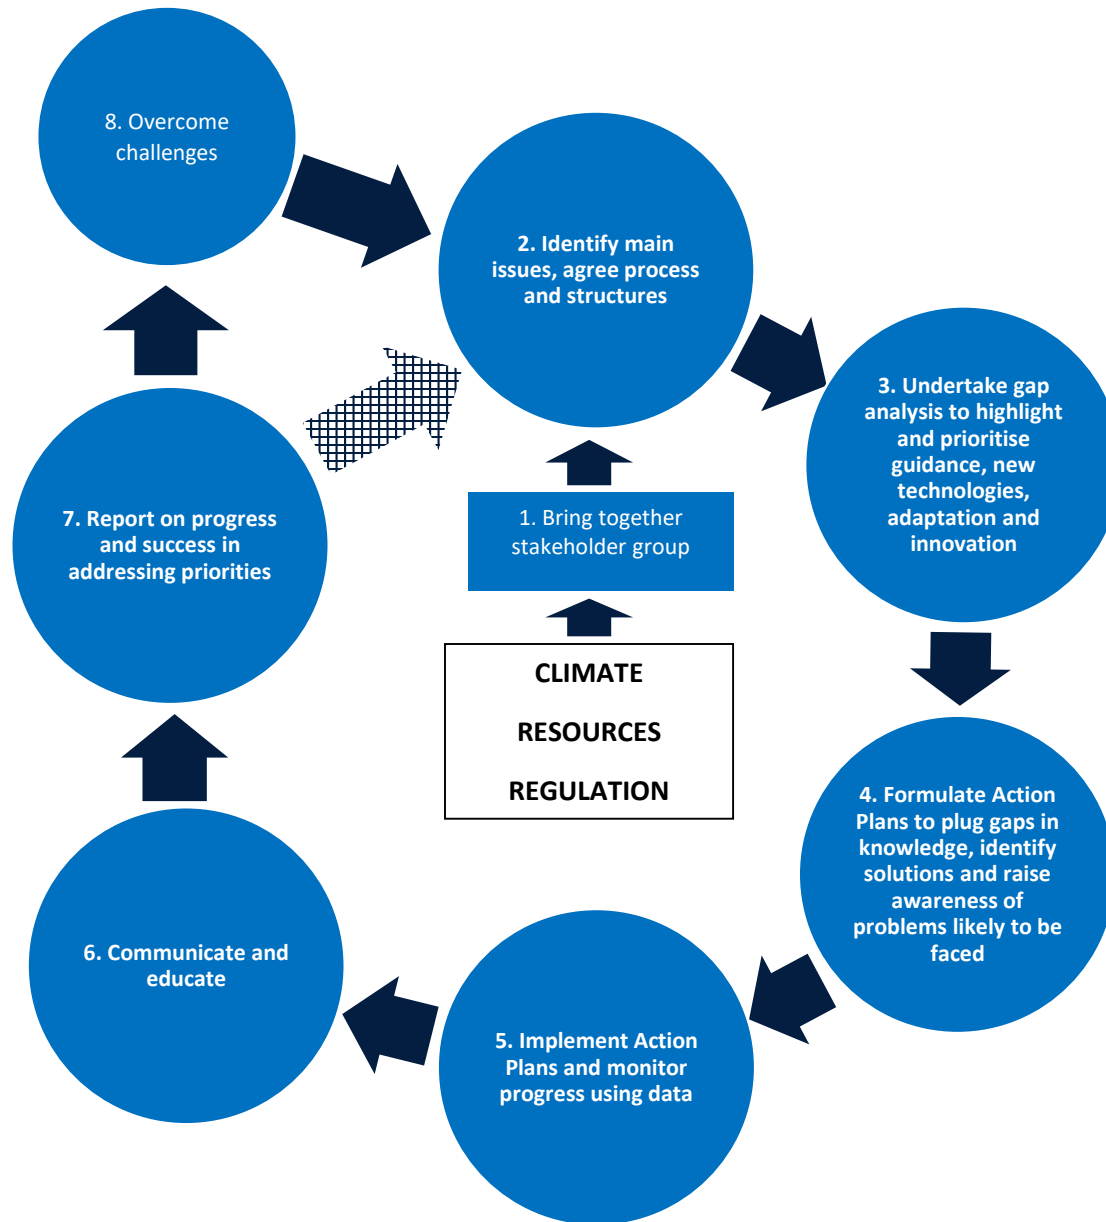 8. Overcome
challenges
2. Identify main
issues, agree process
and structures
3. Undertake gap
analysis to highlight
and prioritise
guidance, new
technologies,
adaptation and
innovation
7. Report on progress
and success in
addressing priorities
1. Bring together
stakeholder group
CLIMATE
RESOURCES
REGULATION
4. Formulate Action
Plans to plug gaps in
knowledge, identify
solutions and raise
awareness of
problems likely to be
faced
6. Communicate and
educate
5. Implement Action
Plans and monitor
progress using data